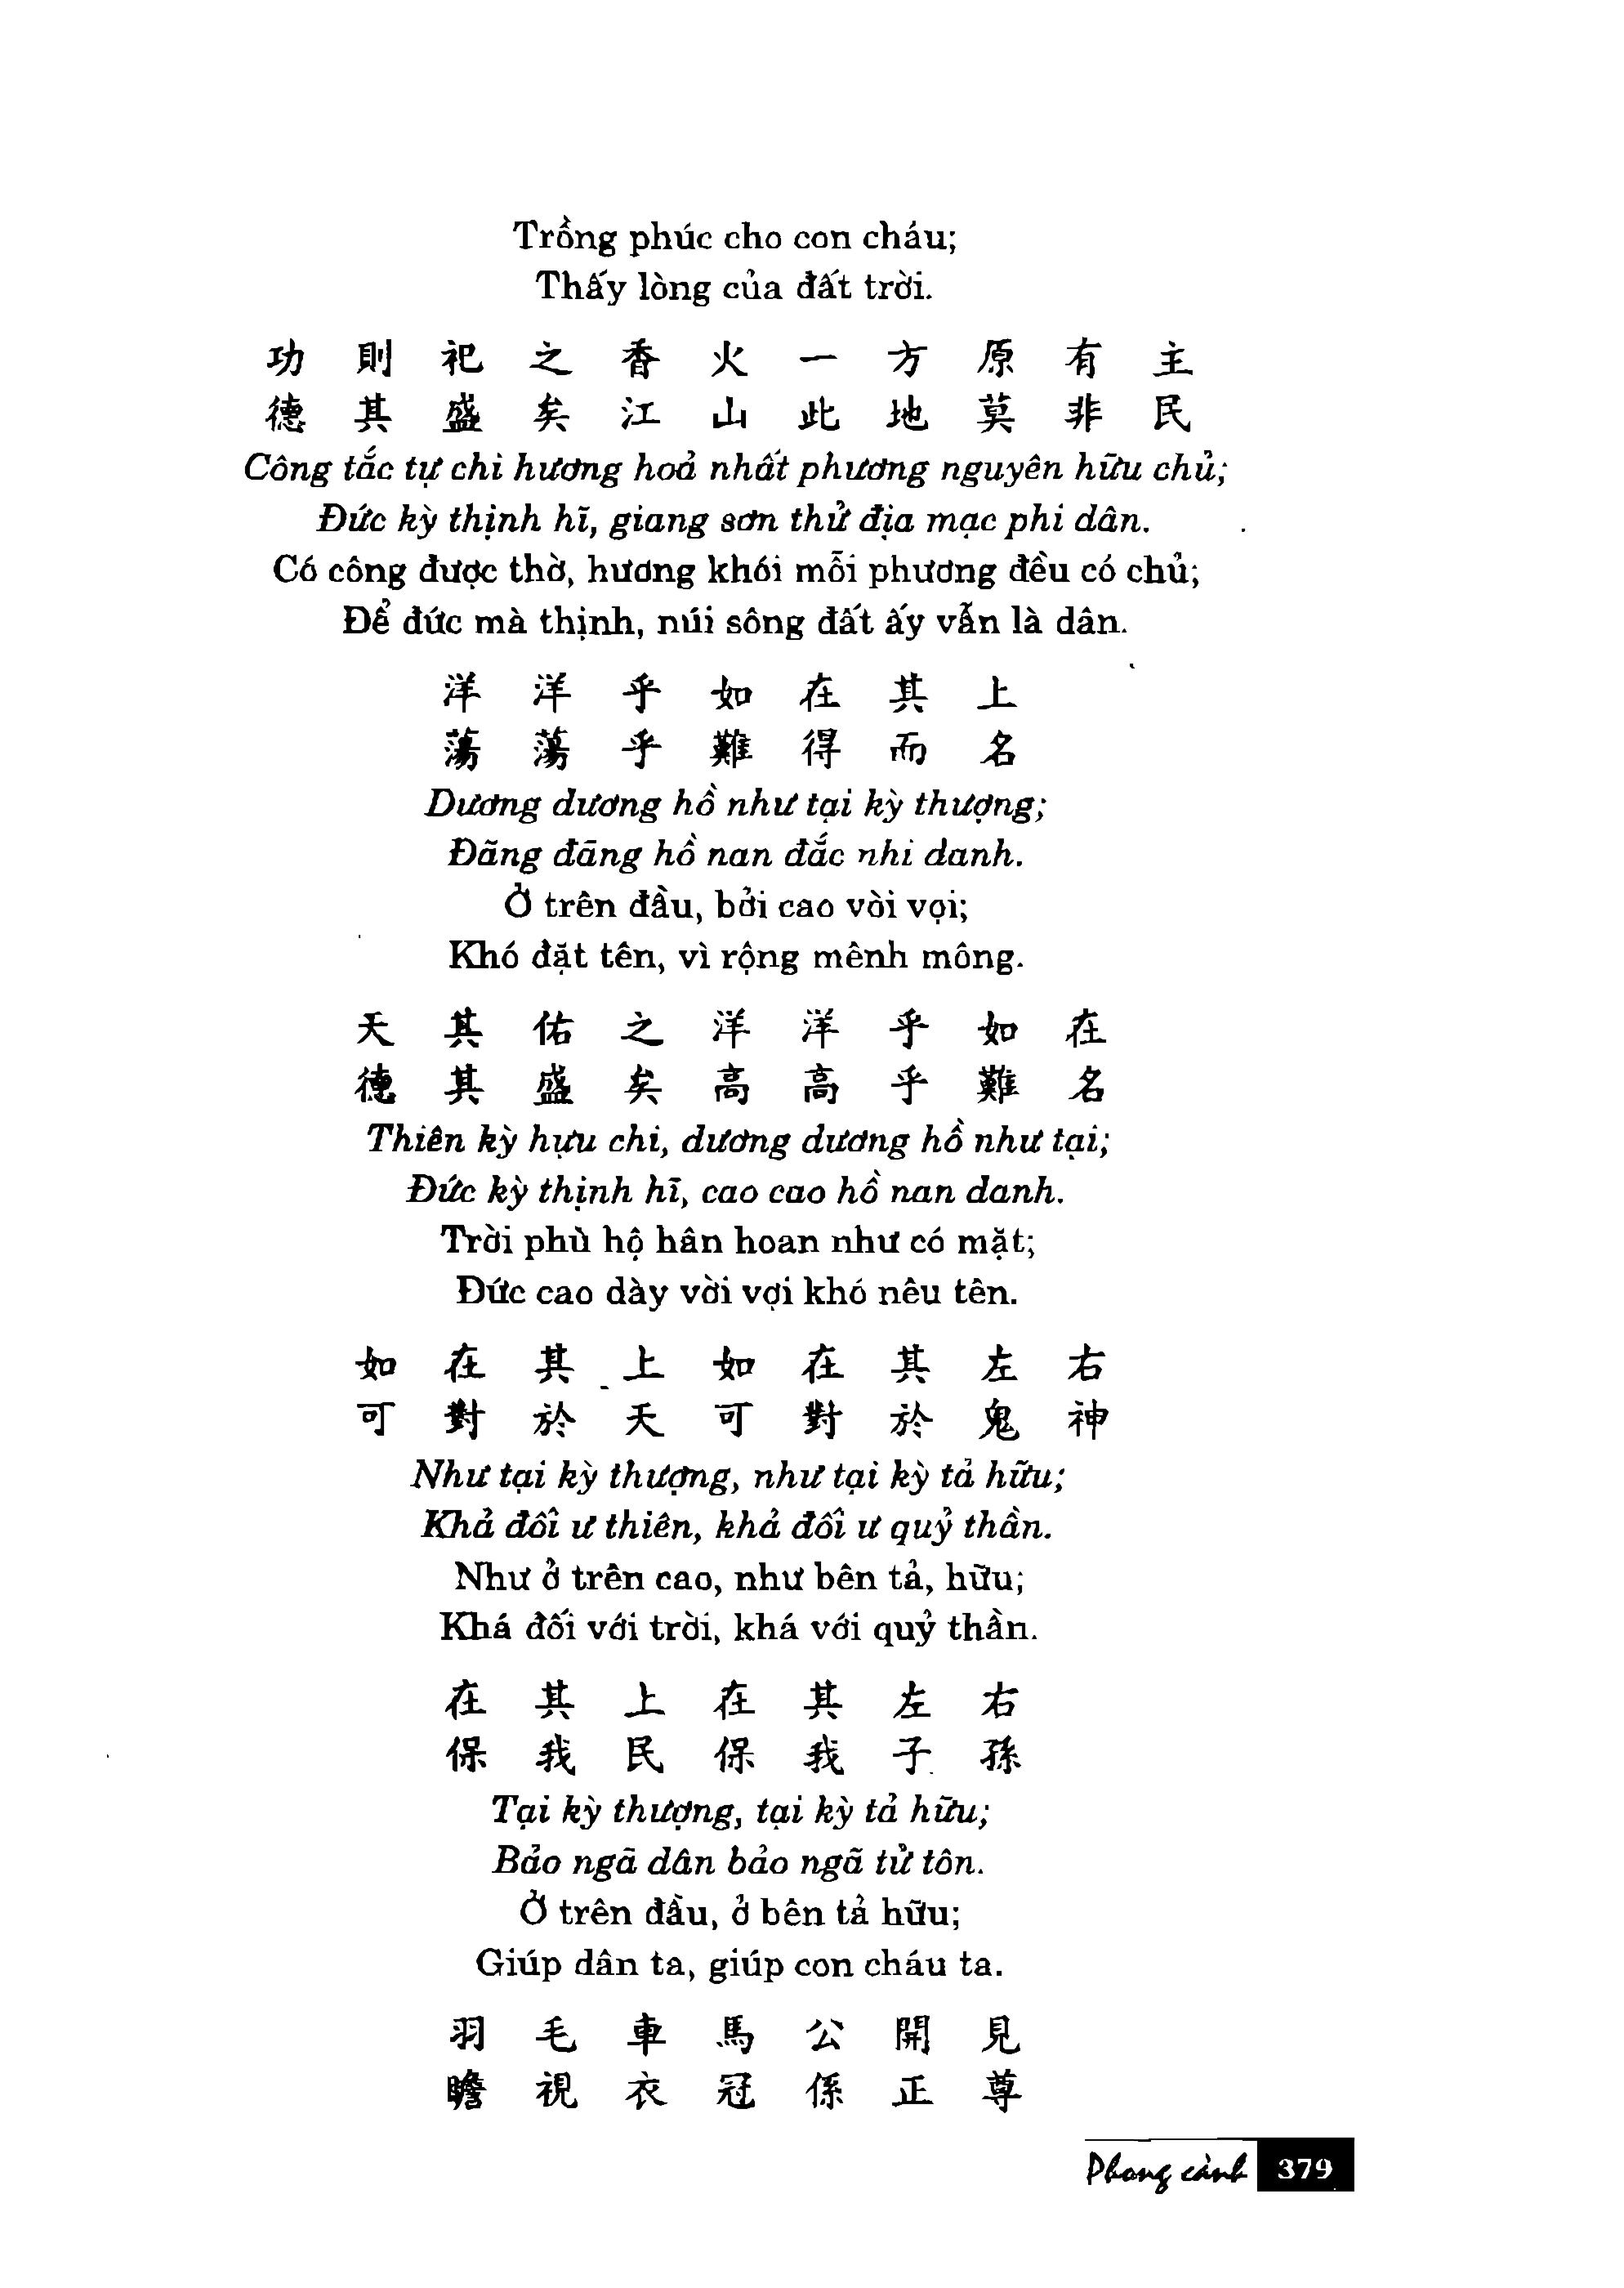 Trồng phúc cho con cháu;
Thấy lòng của đất trời.
功 則 祀 之 香 火 一 方 原 有 主
德 其 盛 矣 江 山 此 地 莫 非 民
Công tắc tự chi hương hoả nhất phương nguyên hữu chủ;
Đức kỳ thịnh hĩ, giang sơn thử địa mạc phi dân.
Có công được thờ, hương khói mỗi phương đều có chủ;
Để đức mà thịnh, núi sông đất ấy vẫn là dân.
洋 洋 乎 如 在 其 上
蕩 蕩 乎 難 得 而 名
Dương dương hồ như tại kỳ thượng;
Đãng đãng hồ nan đắc nhi danh.
Ở trên đầu, bởi cao vòi vọi;
Khó đặt tên, vì rộng mênh mông.
天 其 佑 之 洋 洋 乎 如 在
德 其 盛 矣 高 高 乎 難 名
Thiên kỳ hựu chi, dương dương hồ như tại;
Đức kỳ thịnh hĩ, cao cao hồ nan danh.
Trời phù hộ hân hoan như có mặt;
Đức cao dày vời vợi khó nêu tên.
如 在 其 上 如 在 其 左 右
可 對 於 天 可 對 於 鬼 神
Như tại kỳ thượng, như tại kỳ tả hữu;
Khả đối ư thiên, khả đối ư quỷ thần.
Như ở trên cao, như bên tả, hữu;
Khá đối với trời, khá với quỷ thần.
在 其 上 在 其 左 右
保 我 民 保 我 子 孫
Tại kỳ thượng, tại kỳ tả hữu;
Bảo ngã dân bảo ngã tử tôn.
Ở trên đầu, ở bên tả hữu;
Giúp dân ta, giúp con cháu ta.
羽 毛 車 馬 公 開 見
瞻 視 衣 冠 係 正 尊
Phong cảnh 379